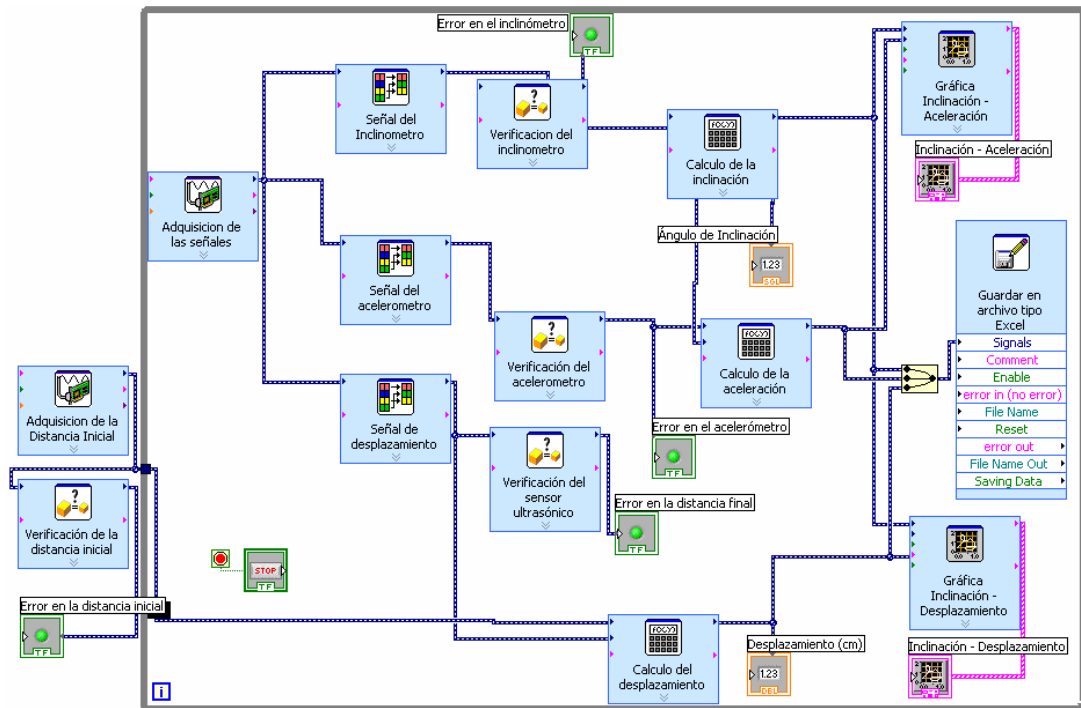 Error en el inclinómetro
TF
Señal del
Inclinometro
Verificacion del
inclinometro
Calculo de la
inclinación
Gráfica
Inclinación -
Aceleración
Inclinación - Aceleración
Adquisicion de
las señales
Ángulo de Inclinación
1.23
SGL
Señal del
acelerometro
Verificación del
acelerometro
Calculo de la
aceleración
Guardar en
archivo tipo
Excel
Signals
Comment
Enable
error in (no error)
File Name
Reset
error out
File Name Out
Saving Data
Adquisicion de la
Distancia Inicial
Señal de
desplazamiento
Error en el acelerómetro
TF
Verificación del
sensor
ultrasónico
Error en la distancia final
TF
Verificación de la
distancia inicial
STOP
TF
Gráfica
Inclinación -
Desplazamiento
Error en la distancia inicial
TF
Calculo del
desplazamiento
Desplazamiento (cm)
1.23
DBL
Inclinación - Desplazamiento
i